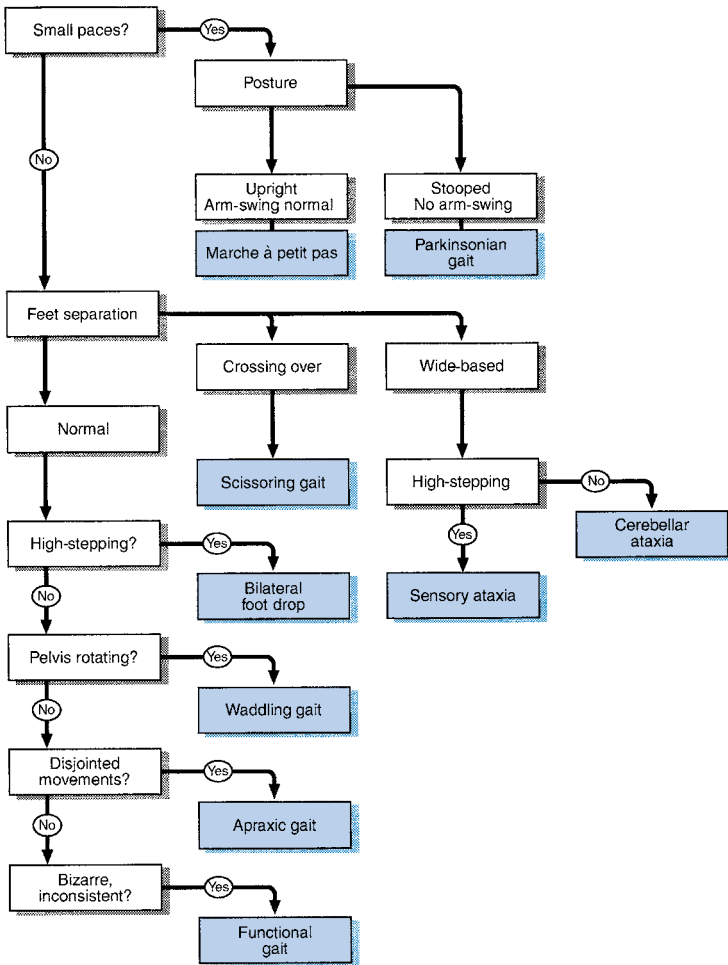 Small paces?
Yes
Posture
No
Upright
Arm-swing normal
Stooped
No arm-swing
Marche à petit pas
Parkinsonian
gait
Feet separation
Crossing over
Wide-based
Normal
Scissoring gait
High-stepping
No
Cerebellar
ataxia
Yes
Sensory ataxia
High-stepping?
Yes
Bilateral
foot drop
No
Pelvis rotating?
Yes
Waddling gait
No
Disjointed
movements?
Yes
Apraxic gait
No
Bizarre,
inconsistent?
Yes
Functional
gait